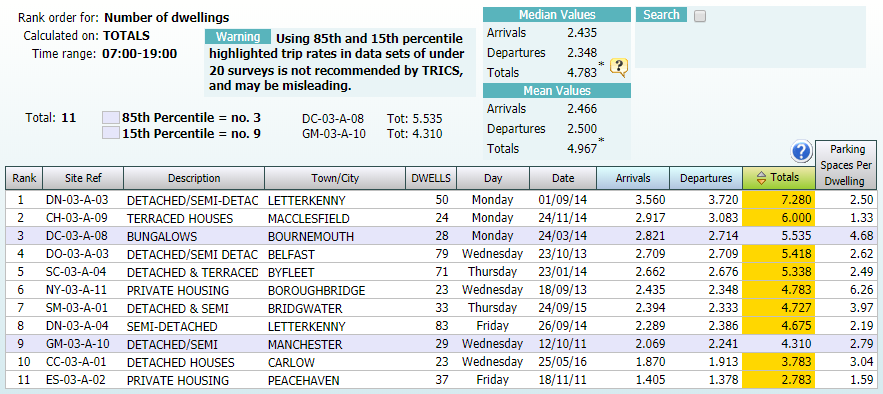 Rank order for: Number of dwellings
Calculated on: TOTALS
Time range: 07:00-19:00
Warning Using 85th and 15th percentile
highlighted trip rates in data sets of under
20 surveys is not recommended by TRICS,
and may be misleading.
Median Values
Arrivals 2.435
Departures 2.348
Totals 4.783*
Mean Values
Arrivals 2.466
Departures 2.500
Totals 4.967*
Search
Total: 11
85th Percentile = no. 3 DC-03-A-08 Tot: 5.535
15th Percentile = no. 9 GM-03-A-10 Tot: 4.310
Rank Site Ref Description Town/City DWELLS Day Date Arrivals Departures Totals Parking Spaces Per Dwelling
1 DN-03-A-03 DETACHED/SEMI-DETAC LETTERKENNY 50 Monday 01/09/14 3.560 3.720 7.280 2.50
2 CH-03-A-09 TERRACED HOUSES MACCLESFIELD 24 Monday 24/11/14 2.917 3.083 6.000 1.33
3 DC-03-A-08 BUNGALOWS BOURNEMOUTH 28 Monday 24/03/14 2.821 2.714 5.535 4.68
4 DO-03-A-03 DETACHED/SEMI DETAC BELFAST 79 Wednesday 23/10/13 2.709 2.709 5.418 2.62
5 SC-03-A-04 DETACHED & TERRACED BYFLEET 71 Thursday 23/01/14 2.662 2.676 5.338 2.49
6 NY-03-A-11 PRIVATE HOUSING BOROUGHBRIDGE 23 Wednesday 18/09/13 2.435 2.348 4.783 6.26
7 SM-03-A-01 DETACHED & SEMI BRIDGWATER 33 Thursday 24/09/15 2.394 2.333 4.727 3.97
8 DN-03-A-04 SEMI-DETACHED LETTERKENNY 83 Friday 26/09/14 2.289 2.386 4.675 2.19
9 GM-03-A-10 DETACHED/SEMI MANCHESTER 29 Wednesday 12/10/11 2.069 2.241 4.310 2.79
10 CC-03-A-01 DETACHED HOUSES CARLOW 23 Wednesday 25/05/16 1.870 1.913 3.783 3.04
11 ES-03-A-02 PRIVATE HOUSING PEACEHAVEN 37 Friday 18/11/11 1.405 1.378 2.783 1.59